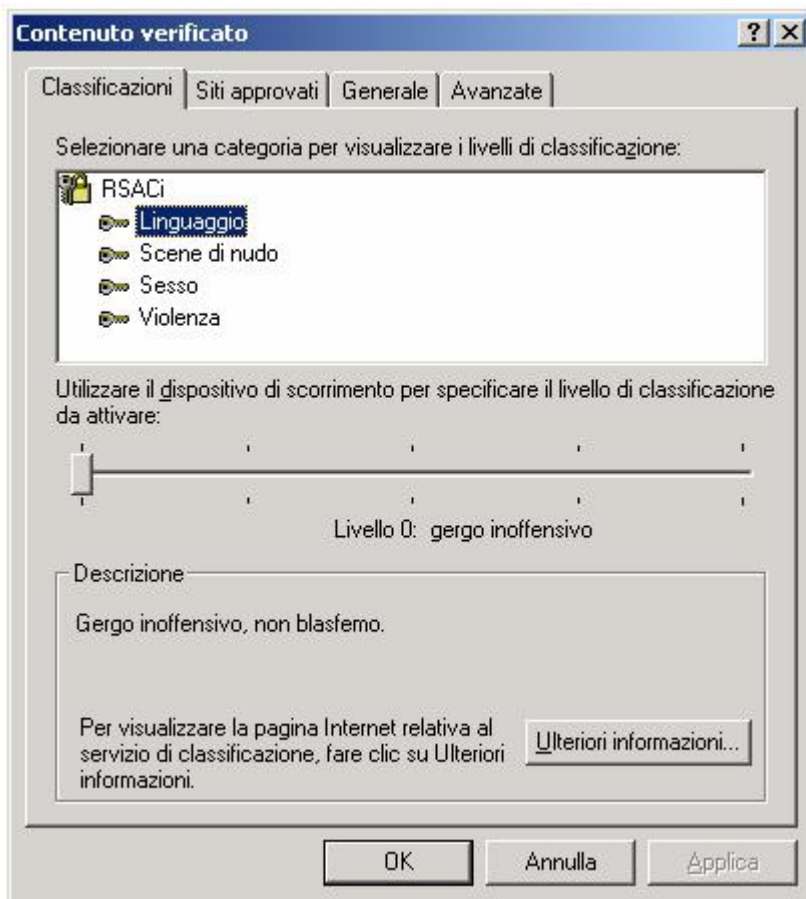 Contenuto verificato
Classificazioni Siti approvati Generale Avanzate
Selezionare una categoria per visualizzare i livelli di classificazione:
RSACi
Linguaggio
Scene di nudo
Sesso
Violenza
Utilizzare il dispositivo di scorrimento per specificare il livello di classificazione
da attivare:
Livello 0: gergo inoffensivo
Descrizione
Gergo inoffensivo, non blasfemo.
Per visualizzare la pagina Internet relativa al
servizio di classificazione, fare clic su Ulteriori
informazioni.
Ulteriori informazioni...
OK Annulla Applica